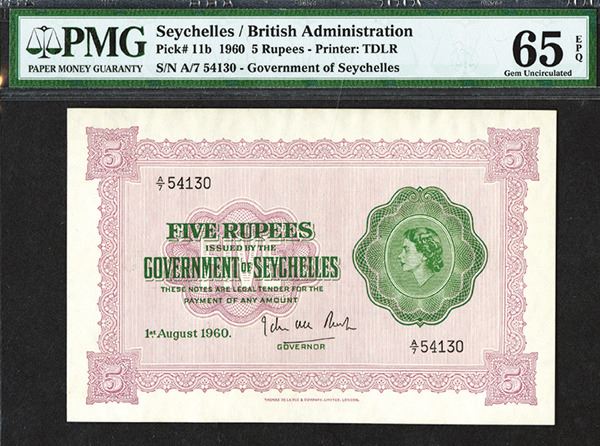 PMG
PAPER MONEY GUARANTY
Seychelles / British Administration
Pick# 11b 1960 5 Rupees - Printer: TDLR
S/N A/7 54130 - Government of Seychelles
65 EPQ
Gem Uncirculated
5
5
A/7 54130
FIVE RUPEES
ISSUED BY THE
GOVERNMENT OF SEYCHELLES
THESE NOTES ARE LEGAL TENDER FOR THE
PAYMENT OF ANY AMOUNT
1st August 1960.
GOVERNOR
A/7 54130
5
5
THOMAS DE LA RUE & COMPANY, LIMITED, LONDON.